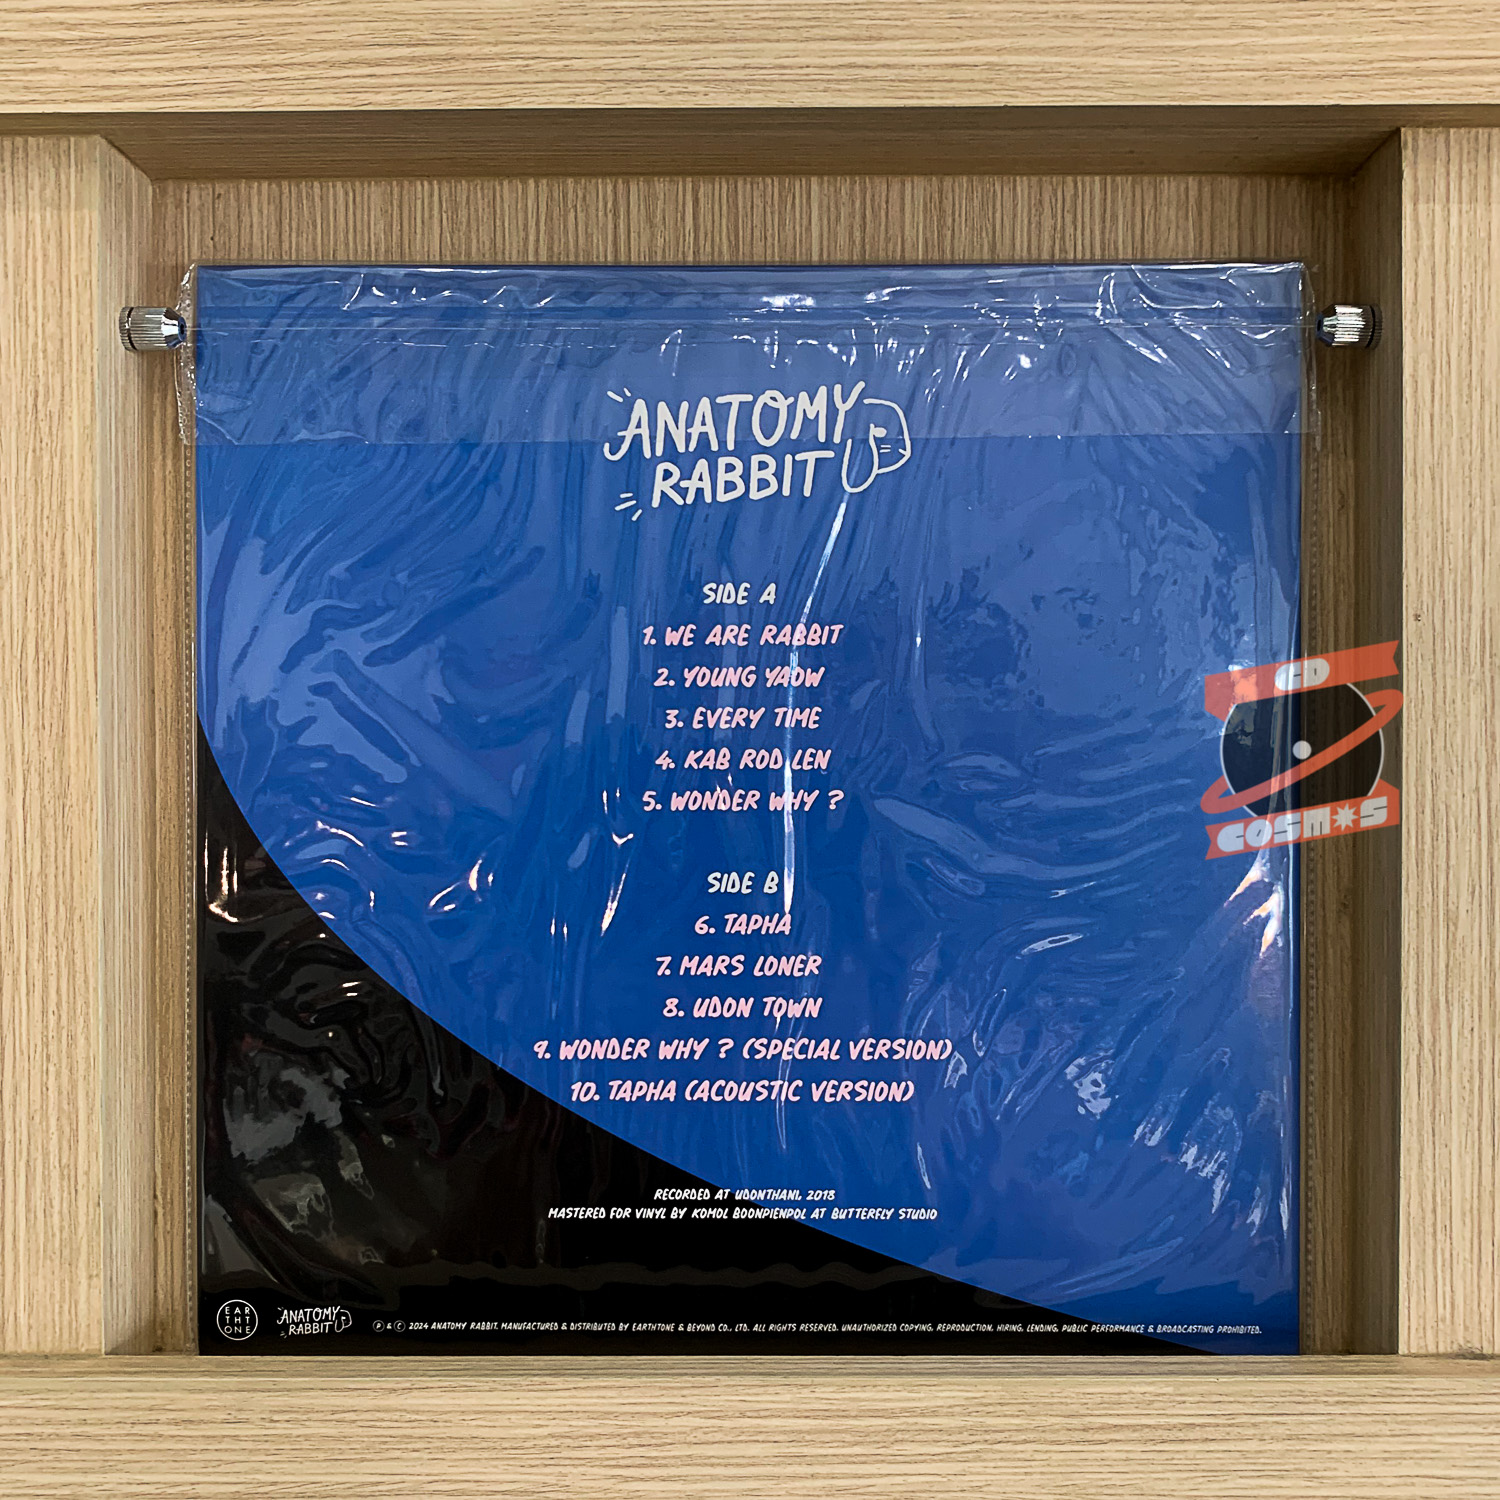 ANATOMY
RABBIT
SIDE A
1. WE ARE RABBIT
2. YOUNG YAOW
3. EVERY TIME
4. KAB ROD LEN
5. WONDER WHY ?
SIDE B
6. TAPHA
7. MARS LONER
8. UDON TOWN
9. WONDER WHY ? (SPECIAL VERSION)
10. TAPHA (ACOUSTIC VERSION)
RECORDED AT UDONTHANI, 2018
MASTERED FOR VINYL BY KOMOL BOONPIENPOL AT BUTTERFLY STUDIO
EAR
THT
ONE
ANATOMY
RABBIT
Ⓟ & Ⓒ 2024 ANATOMY RABBIT. MANUFACTURED & DISTRIBUTED BY EARTHTONE & BEYOND CO., LTD. ALL RIGHTS RESERVED. UNAUTHORIZED COPYING, REPRODUCTION, HIRING, LENDING, PUBLIC PERFORMANCE & BROADCASTING PROHIBITED.
CD
COSMOS